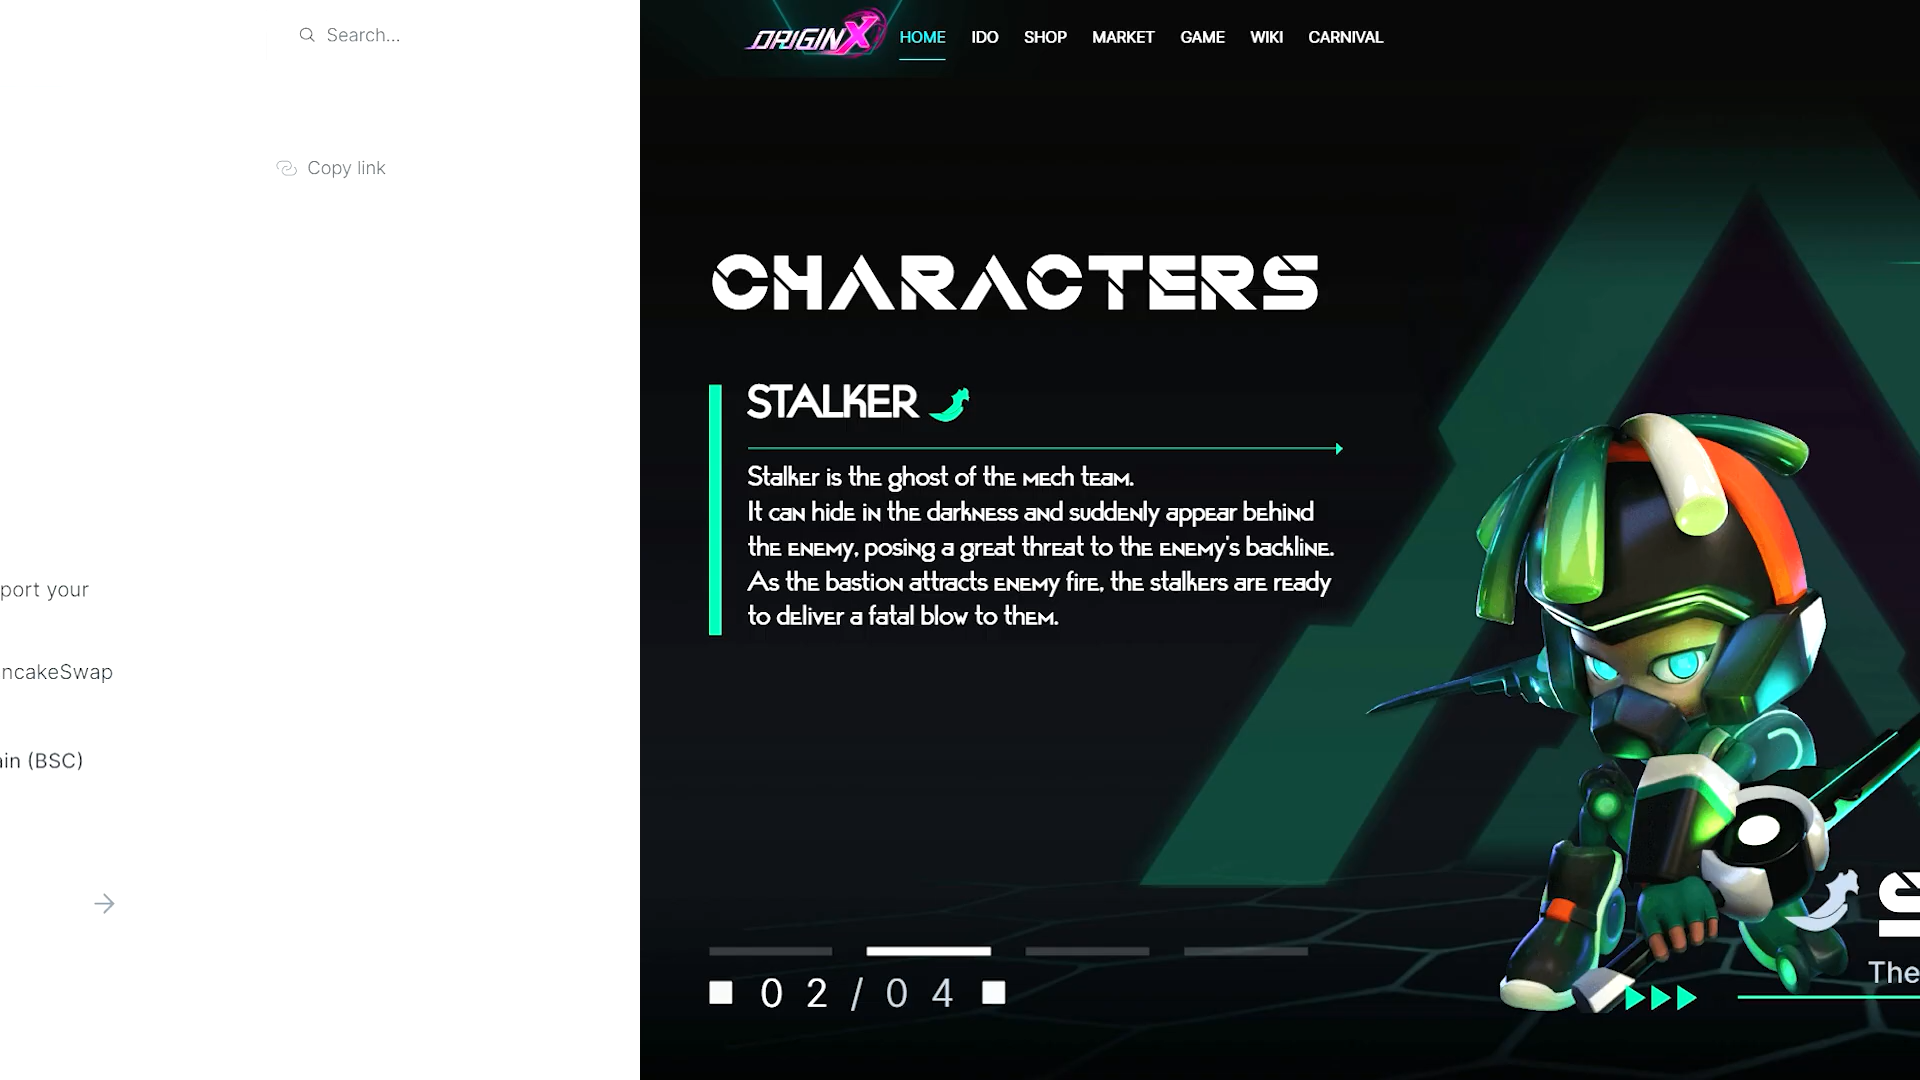 Search...
Copy link
port your
ncakeSwap
ain (BSC)
ORIGINX
HOME IDO SHOP MARKET GAME WIKI CARNIVAL
CHARACTERS
STALKER
Stalker is the ghost of the mech team.
It can hide in the darkness and suddenly appear behind
the enemy, posing a great threat to the enemy's backline.
As the bastion attracts enemy fire, the stalkers are ready
to deliver a fatal blow to them.
02/04
S
The